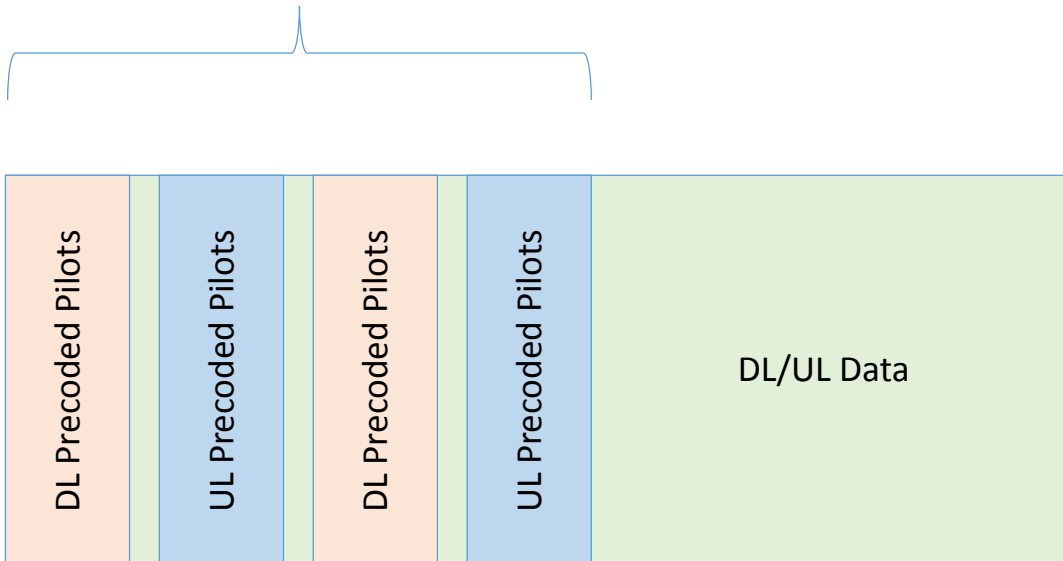 DL Precoded Pilots
UL Precoded Pilots
DL Precoded Pilots
UL Precoded Pilots
DL/UL Data